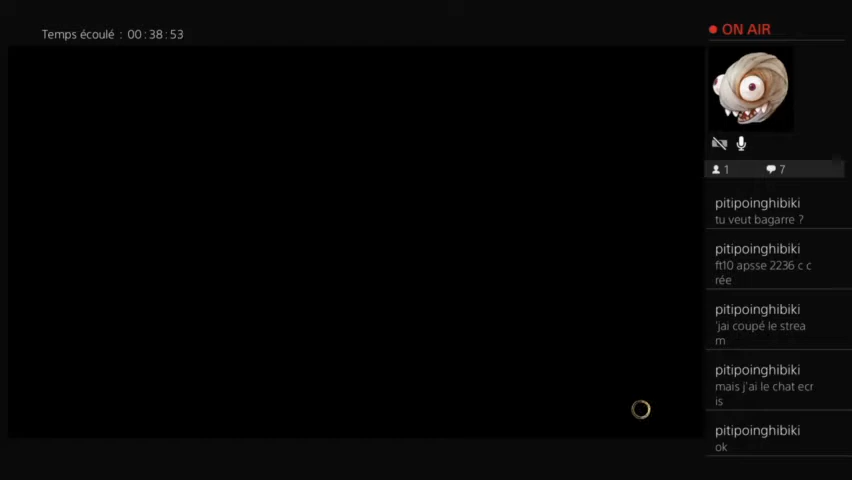 Temps écoulé : 00:38:53
ON AIR
1 7
pitipoinghibiki
tu veut bagarre ?
pitipoinghibiki
ft10 apsse 2236 c c
rée
pitipoinghibiki
'jai coupé le strea
m
pitipoinghibiki
mais j'ai le chat ecr
is
pitipoinghibiki
ok